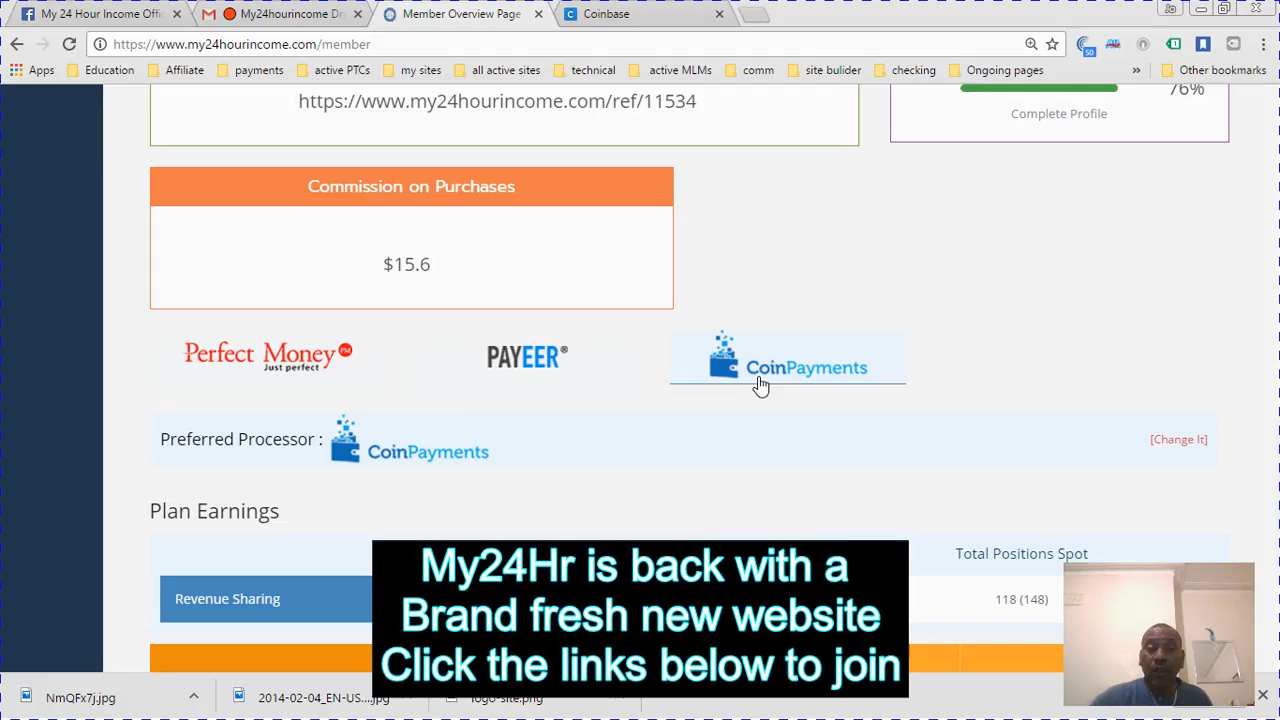 My 24 Hour Income Offi
My24hourincome Dr
Member Overview Page
Coinbase
https://www.my24hourincome.com/member
50
Apps
Education
Affiliate
payments
active PTCs
my sites
all active sites
technical
active MLMs
comm
site builder
checking
Ongoing pages
»
Other bookmarks
https://www.my24hourincome.com/ref/11534
76%
Complete Profile
Commission on Purchases
$15.6
Perfect Money PM
Just perfect
PAYEER®
CoinPayments
Preferred Processor :
CoinPayments
[Change It]
Plan Earnings
Total Positions Spot
Revenue Sharing
118 (148)
My24Hr is back with a
Brand fresh new website
Click the links below to join
NmQFx7j.jpg
2014-02-04_EN-US....jpg
logo-site.png